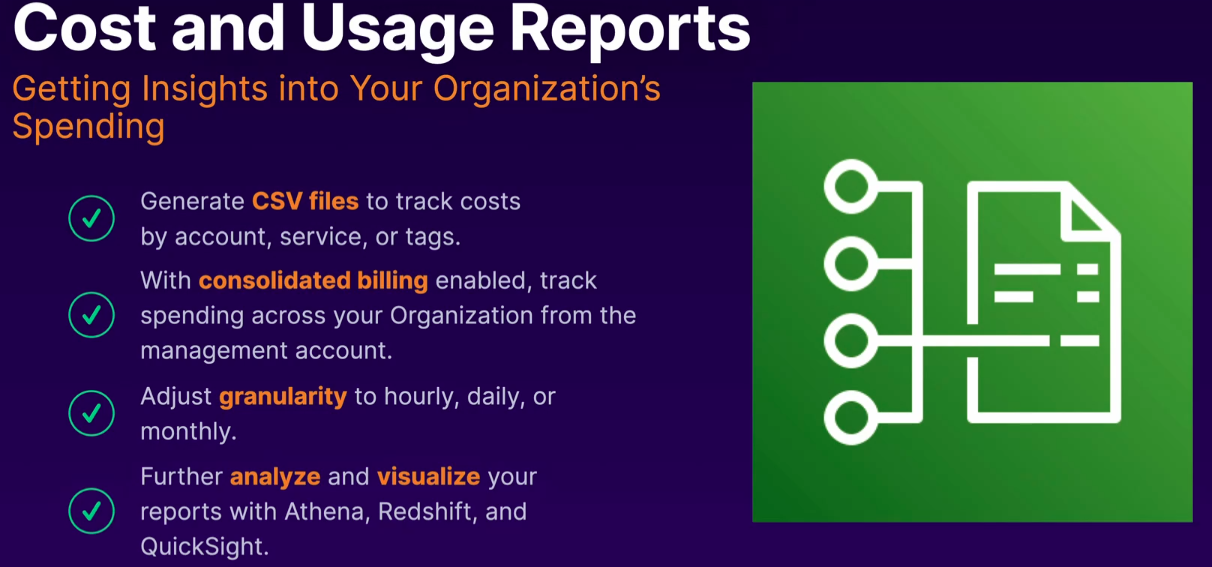 Cost and Usage Reports
Getting Insights into Your Organization’s
Spending
Generate CSV files to track costs
by account, service, or tags.
With consolidated billing enabled, track
spending across your Organization from the
management account.
Adjust granularity to hourly, daily, or
monthly.
Further analyze and visualize your
reports with Athena, Redshift, and
QuickSight.